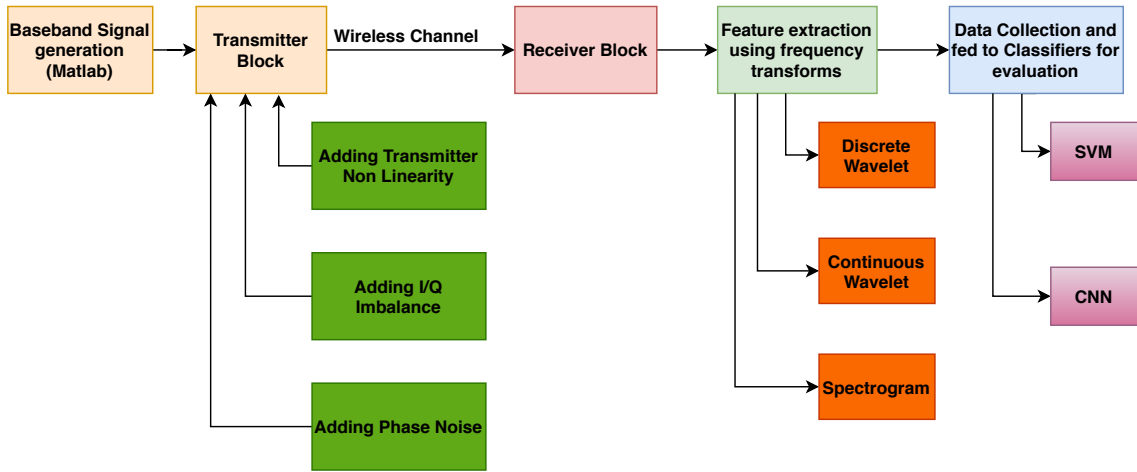 Baseband Signal
generation
(Matlab)
Transmitter
Block
Wireless Channel
Receiver Block
Feature extraction
using frequency
transforms
Data Collection and
fed to Classifiers for
evaluation
Adding Transmitter
Non Linearity
Adding I/Q
Imbalance
Adding Phase Noise
Discrete
Wavelet
Continuous
Wavelet
Spectrogram
SVM
CNN